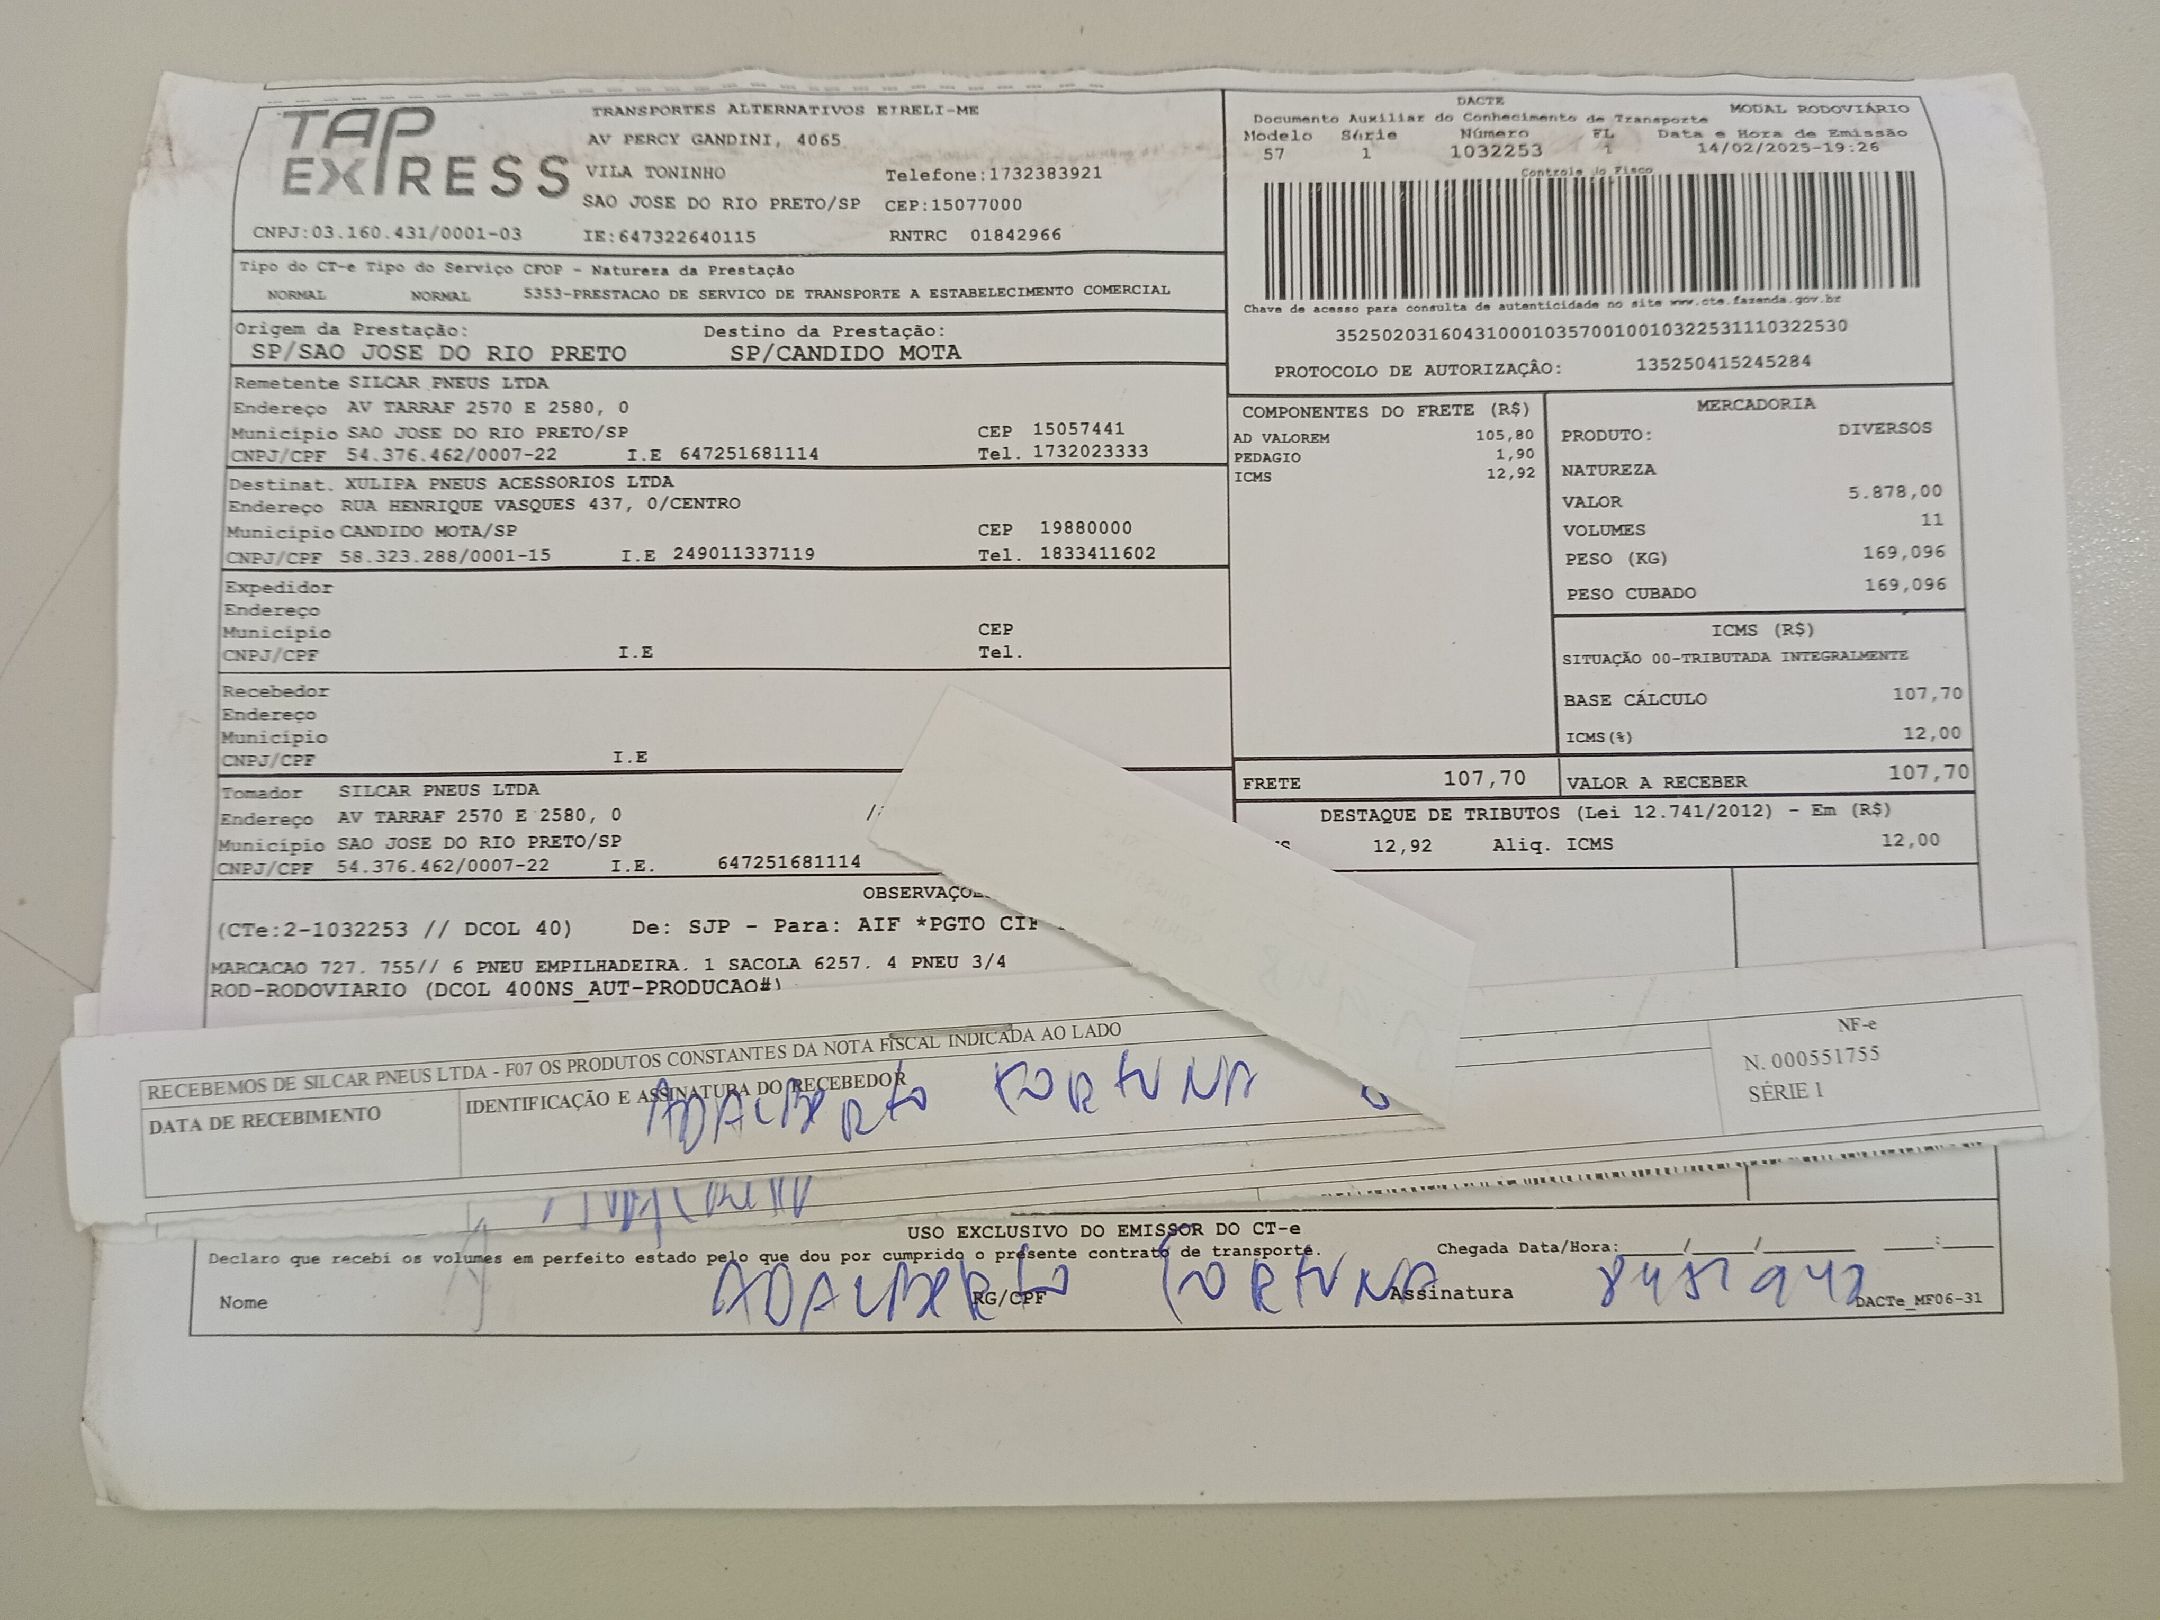 TAP EXPRESS
TRANSPORTES ALTERNATIVOS EIRELI-ME
AV PERCY GANDINI, 4065
VILA TONINHO Telefone:1732383921
SAO JOSE DO RIO PRETO/SP CEP:15077000
CNPJ:03.160.431/0001-03 IE:647322640115 RNTRC 01842966
DACTE MODAL RODOVIÁRIO
Documento Auxiliar do Conhecimento de Transporte
Modelo Série Número FL Data e Hora de Emissão
57 1 1032253 1 14/02/2025-19:26
Controle do Fisco
Chave de acesso para consulta de autenticidade no site www.cte.fazenda.gov.br
35250203160431000103570010010322531110322530
PROTOCOLO DE AUTORIZAÇÂO: 135250415245284
Tipo do CT-e Tipo do Serviço CFOP - Natureza da Prestação
NORMAL NORMAL 5353-PRESTACAO DE SERVICO DE TRANSPORTE A ESTABELECIMENTO COMERCIAL
Origem da Prestação: Destino da Prestação:
SP/SAO JOSE DO RIO PRETO SP/CANDIDO MOTA
Remetente SILCAR PNEUS LTDA
Endereço AV TARRAF 2570 E 2580, 0
Município SAO JOSE DO RIO PRETO/SP CEP 15057441
CNPJ/CPF 54.376.462/0007-22 I.E 647251681114 Tel. 1732023333
Destinat. XULIPA PNEUS ACESSORIOS LTDA
Endereço RUA HENRIQUE VASQUES 437, 0/CENTRO
Município CANDIDO MOTA/SP CEP 19880000
CNPJ/CPF 58.323.288/0001-15 I.E 249011337119 Tel. 1833411602
Expedidor
Endereço
Município CEP
CNPJ/CPF I.E Tel.
Recebedor
Endereço
Município
CNPJ/CPF I.E
Tomador SILCAR PNEUS LTDA
Endereço AV TARRAF 2570 E 2580, 0
Município SAO JOSE DO RIO PRETO/SP
CNPJ/CPF 54.376.462/0007-22 I.E. 647251681114
COMPONENTES DO FRETE (R$)
AD VALOREM 105,80
PEDAGIO 1,90
ICMS 12,92
MERCADORIA
PRODUTO: DIVERSOS
NATUREZA
VALOR 5.878,00
VOLUMES 11
PESO (KG) 169,096
PESO CUBADO 169,096
ICMS (R$)
SITUAÇÃO 00-TRIBUTADA INTEGRALMENTE
BASE CÁLCULO 107,70
ICMS(%) 12,00
FRETE 107,70 VALOR A RECEBER 107,70
DESTAQUE DE TRIBUTOS (Lei 12.741/2012) - Em (R$)
12,92 Aliq. ICMS 12,00
(CTe:2-1032253 // DCOL 40) De: SJP - Para: AIF *PGTO
MARCACAO 727. 755// 6 PNEU EMPILHADEIRA. 1 SACOLA 6257. 4 PNEU 3/4
ROD-RODOVIARIO (DCOL 400NS_AUT-PRODUCAO#)
RECEBEMOS DE SILCAR PNEUS LTDA - F07 OS PRODUTOS CONSTANTES DA NOTA FISCAL INDICADA AO LADO
DATA DE RECEBIMENTO IDENTIFICAÇÃO E ASSINATURA DO RECEBEDOR
ADALBERTO FORTUNA
NF-e
N. 000551755
SÉRIE 1
USO EXCLUSIVO DO EMISSOR DO CT-e
Declaro que recebi os volumes em perfeito estado pelo que dou por cumprido o presente contrato de transporte. Chegada Data/Hora:____/____/______ ___:___
Nome RG/CPF Assinatura
ADALBERTO FORTUNA
DACTe_MF06-31